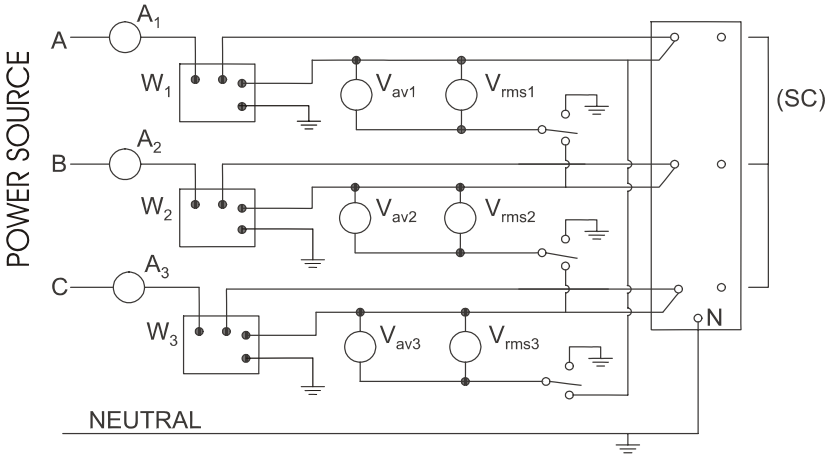 POWER SOURCE
A
A1
W1
Vav1
Vrms1
(SC)
B
A2
W2
Vav2
Vrms2
C
A3
W3
Vav3
Vrms3
N
NEUTRAL